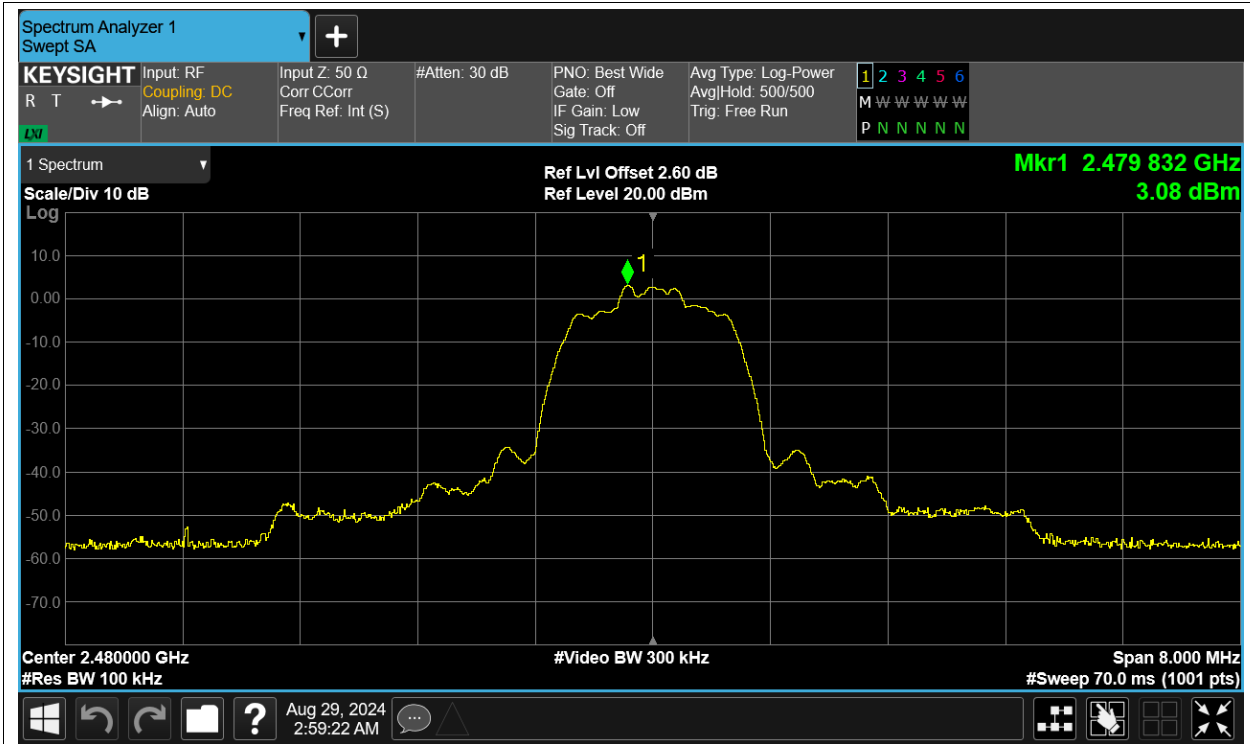 Spectrum Analyzer 1
Swept SA
KEYSIGHT
R T
LXI
Input: RF
Coupling: DC
Align: Auto
Input Z: 50 Ω
Corr CCorr
Freq Ref: Int (S)
#Atten: 30 dB
PNO: Best Wide
Gate: Off
IF Gain: Low
Sig Track: Off
Avg Type: Log-Power
Avg|Hold: 500/500
Trig: Free Run
1 2 3 4 5 6
M W W W W W
P N N N N N
1 Spectrum
Scale/Div 10 dB
Log
Ref Lvl Offset 2.60 dB
Ref Level 20.00 dBm
Mkr1 2.479 832 GHz
3.08 dBm
1
10.0
0.00
-10.0
-20.0
-30.0
-40.0
-50.0
-60.0
-70.0
Center 2.480000 GHz
#Res BW 100 kHz
#Video BW 300 kHz
Span 8.000 MHz
#Sweep 70.0 ms (1001 pts)
?
Aug 29, 2024
2:59:22 AM